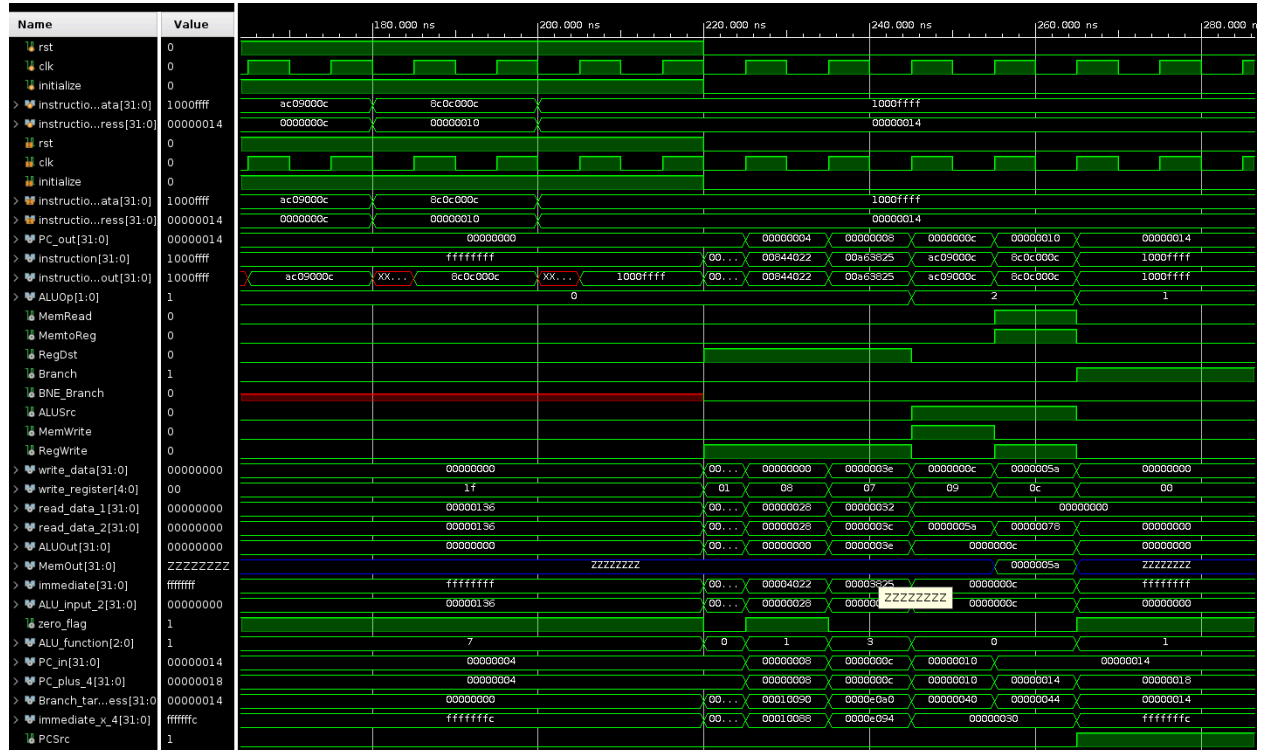 Name Value 180.000 ns 200.000 ns 220.000 ns 240.000 ns 260.000 ns 280.000 n
rst 0
clk 0
initialize 0
instructio...ata[31:0] 1000ffff ac09000c 8c0c000c 1000ffff
instructio...ress[31:0] 00000014 0000000c 00000010 00000014
rst 0
clk 0
initialize 0
instructio...ata[31:0] 1000ffff ac09000c 8c0c000c 1000ffff
instructio...ress[31:0] 00000014 0000000c 00000010 00000014
PC_out[31:0] 00000014 00000000 00000004 00000008 0000000c 00000010 00000014
instruction[31:0] 1000ffff ffffffff 00... 00844022 00a63825 ac09000c 8c0c000c 1000ffff
instructio...out[31:0] 1000ffff ac09000c XX... 8c0c000c XX... 1000ffff 00... 00844022 00a63825 ac09000c 8c0c000c 1000ffff
ALUOp[1:0] 1 0 2 1
MemRead 0
MemtoReg 0
RegDst 0
Branch 1
BNE_Branch 0
ALUSrc 0
MemWrite 0
RegWrite 0
write_data[31:0] 00000000 00000000 00... 00000000 0000003e 0000000c 0000005a 00000000
write_register[4:0] 00 1f 01 08 07 09 0c 00
read_data_1[31:0] 00000000 00000136 00... 00000028 00000032 00000000
read_data_2[31:0] 00000000 00000136 00... 00000028 0000003c 0000005a 00000078 00000000
ALUOut[31:0] 00000000 00000000 00... 00000000 0000003e 0000000c 00000000
MemOut[31:0] ZZZZZZZZ ZZZZZZZZ 0000005a ZZZZZZZZ
immediate[31:0] ffffffff ffffffff 00... 00004022 00003825 0000000c ffffffff
ZZZZZZZZ
ALU_input_2[31:0] 00000000 00000136 00... 00000028 0000000c 00000000
zero_flag 1
ALU_function[2:0] 1 7 0 1 3 0 1
PC_in[31:0] 00000014 00000004 00000008 0000000c 00000010 00000014
PC_plus_4[31:0] 00000018 00000004 00000008 0000000c 00000010 00000014 00000018
Branch_tar...ess[31:0 00000014 00000000 00... 00010090 0000e0a0 00000040 00000044 00000014
immediate_x_4[31:0] fffffffc fffffffc 00... 00010088 0000e094 00000030 fffffffc
PCSrc 1